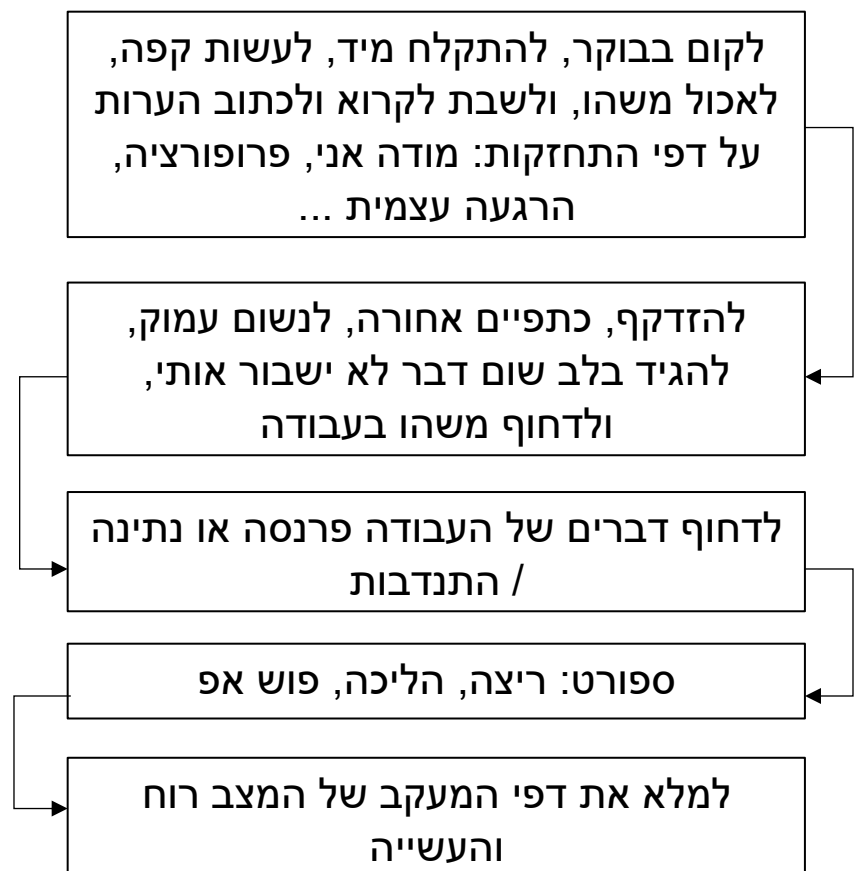 לקום בבוקר, להתקלח מיד, לעשות קפה,
לאכול משהו, ולשבת לקרוא ולכתוב הערות
על דפי התחזקות: מודה אני, פרופורציה,
הרגעה עצמית ...
להזדקף, כתפיים אחורה, לנשום עמוק,
להגיד בלב שום דבר לא ישבור אותי,
ולדחוף משהו בעבודה
לדחוף דברים של העבודה פרנסה או נתינה
/ התנדבות
ספורט: ריצה, הליכה, פוש אפ
למלא את דפי המעקב של המצב רוח
והעשייה